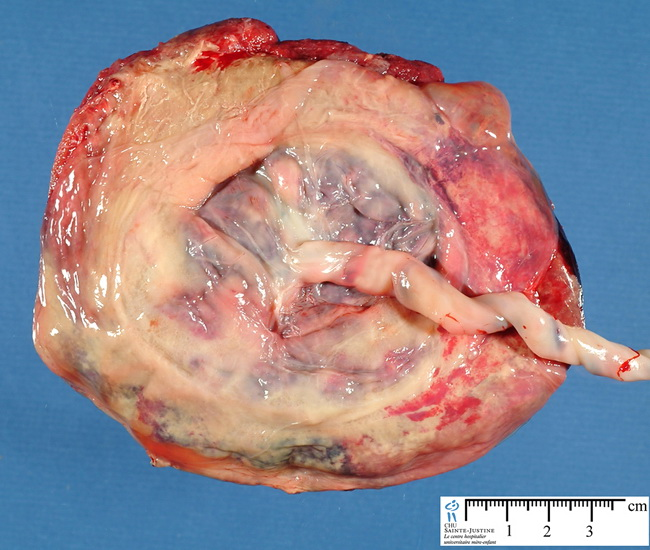 cm
1 2 3
CHU
SAINTE-JUSTINE
Le centre hospitalier
universitaire mère-enfant